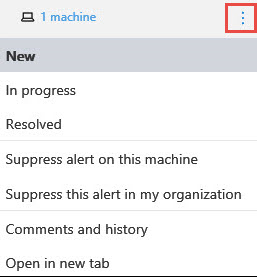 1 machine
New
In progress
Resolved
Suppress alert on this machine
Suppress this alert in my organization
Comments and history
Open in new tab